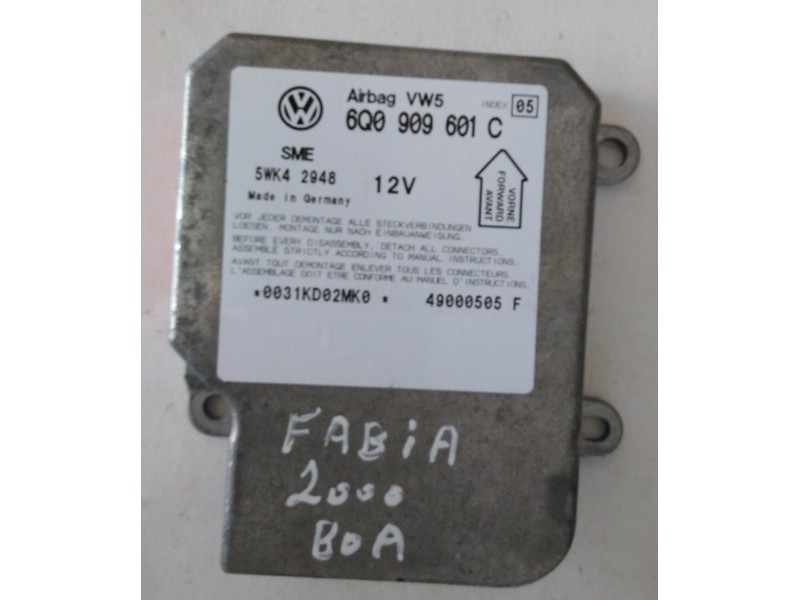 Airbag VW5
INDEX 05
6Q0 909 601 C
SME
5WK4 2948
12V
Made in Germany
VORNE
FORWARD
AVANT
VOR JEDER DEMONTAGE ALLE STECKVERBINDUNGEN
LOESEN. MONTAGE NUR NACH EINBAUANWEISUNG.
BEFORE EVERY DISASSEMBLY, DETACH ALL CONNECTORS.
ASSEMBLE STRICTLY ACCORDING TO MANUAL INSTRUCTIONS.
AVANT TOUT DEMONTAGE ENLEVER TOUS LES CONNECTEURS
L'ASSEMBLAGE DOIT ETRE CONFORME AU MANUEL D'INSTRUCTIONS.
*0031KD02MK0 *
49000505 F
FABiA
2000
BOA